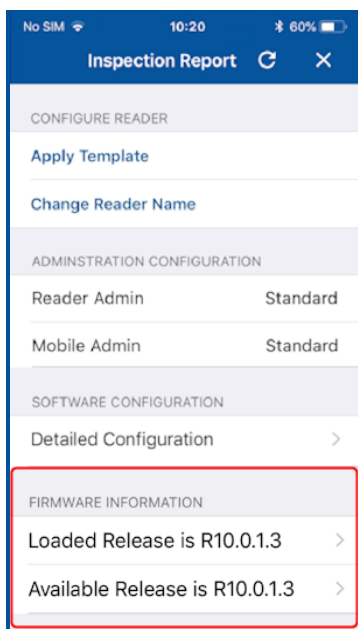 No SIM 10:20 60%
Inspection Report
CONFIGURE READER
Apply Template
Change Reader Name
ADMINSTRATION CONFIGURATION
Reader Admin Standard
Mobile Admin Standard
SOFTWARE CONFIGURATION
Detailed Configuration
FIRMWARE INFORMATION
Loaded Release is R10.0.1.3
Available Release is R10.0.1.3